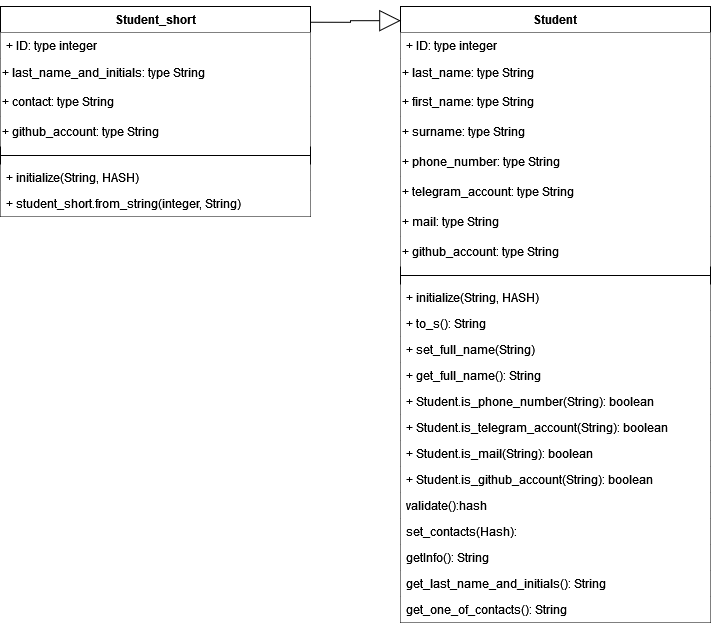 Student_short
+ ID: type integer
+ last_name_and_initials: type String
+ contact: type String
+ github_account: type String
+ initialize(String, HASH)
+ student_short.from_string(integer, String)
Student
+ ID: type integer
+ last_name: type String
+ first_name: type String
+ surname: type String
+ phone_number: type String
+ telegram_account: type String
+ mail: type String
+ github_account: type String
+ initialize(String, HASH)
+ to_s(): String
+ set_full_name(String)
+ get_full_name(): String
+ Student.is_phone_number(String): boolean
+ Student.is_telegram_account(String): boolean
+ Student.is_mail(String): boolean
+ Student.is_github_account(String): boolean
validate():hash
set_contacts(Hash):
getInfo(): String
get_last_name_and_initials(): String
get_one_of_contacts(): String